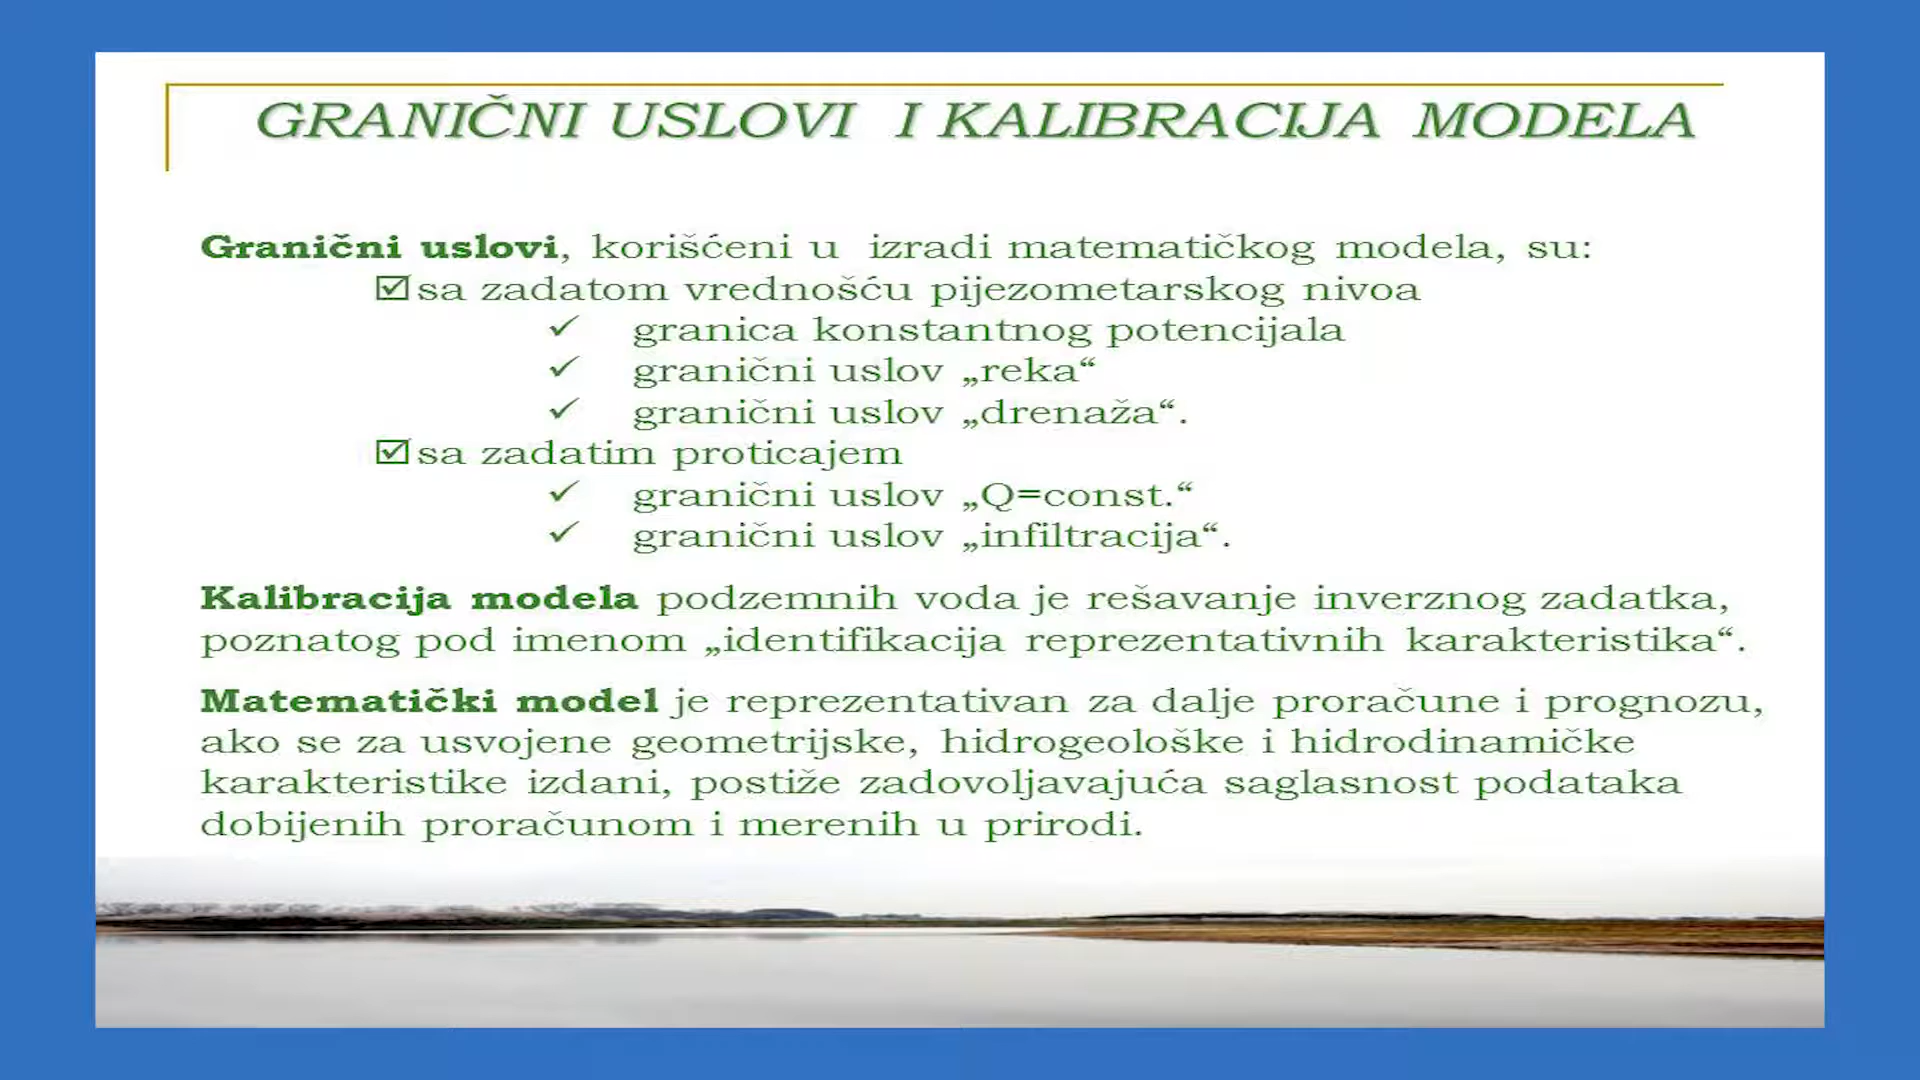 GRANIČNI USLOVI I KALIBRACIJA MODELA
Granični uslovi, korišćeni u izradi matematičkog modela, su:
☑sa zadatom vrednošću pijezometarskog nivoa
✓ granica konstantnog potencijala
✓ granični uslov „reka“
✓ granični uslov „drenaža“.
☑sa zadatim proticajem
✓ granični uslov „Q=const.“
✓ granični uslov „infiltracija“.
Kalibracija modela podzemnih voda je rešavanje inverznog zadatka,
poznatog pod imenom „identifikacija reprezentativnih karakteristika“.
Matematički model je reprezentativan za dalje proračune i prognozu,
ako se za usvojene geometrijske, hidrogeološke i hidrodinamičke
karakteristike izdani, postiže zadovoljavajuća saglasnost podataka
dobijenih proračunom i merenih u prirodi.